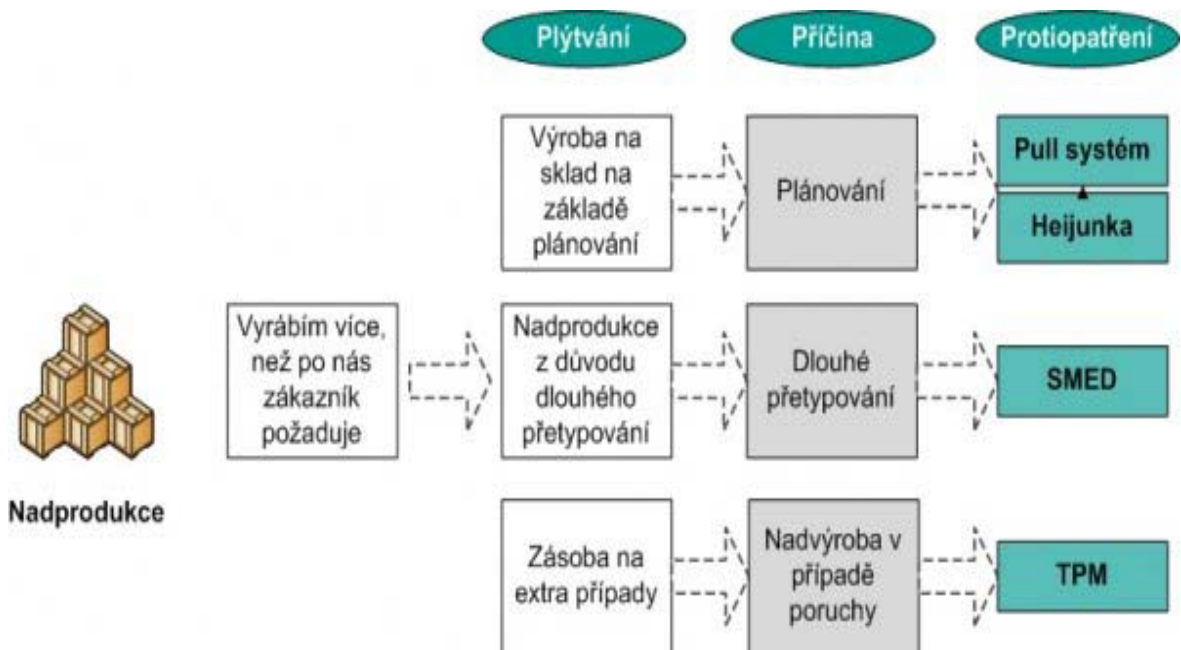 Plýtvání
Příčina
Protiopatření
Výroba na
sklad na
základě
plánování
Plánování
Pull systém
Heijunka
Vyrábím více,
než po nás
zákazník
požaduje
Nadprodukce
z důvodu
dlouhého
přetypování
Dlouhé
přetypování
SMED
Nadprodukce
Zásoba na
extra případy
Nadvýroba v
případě
poruchy
TPM